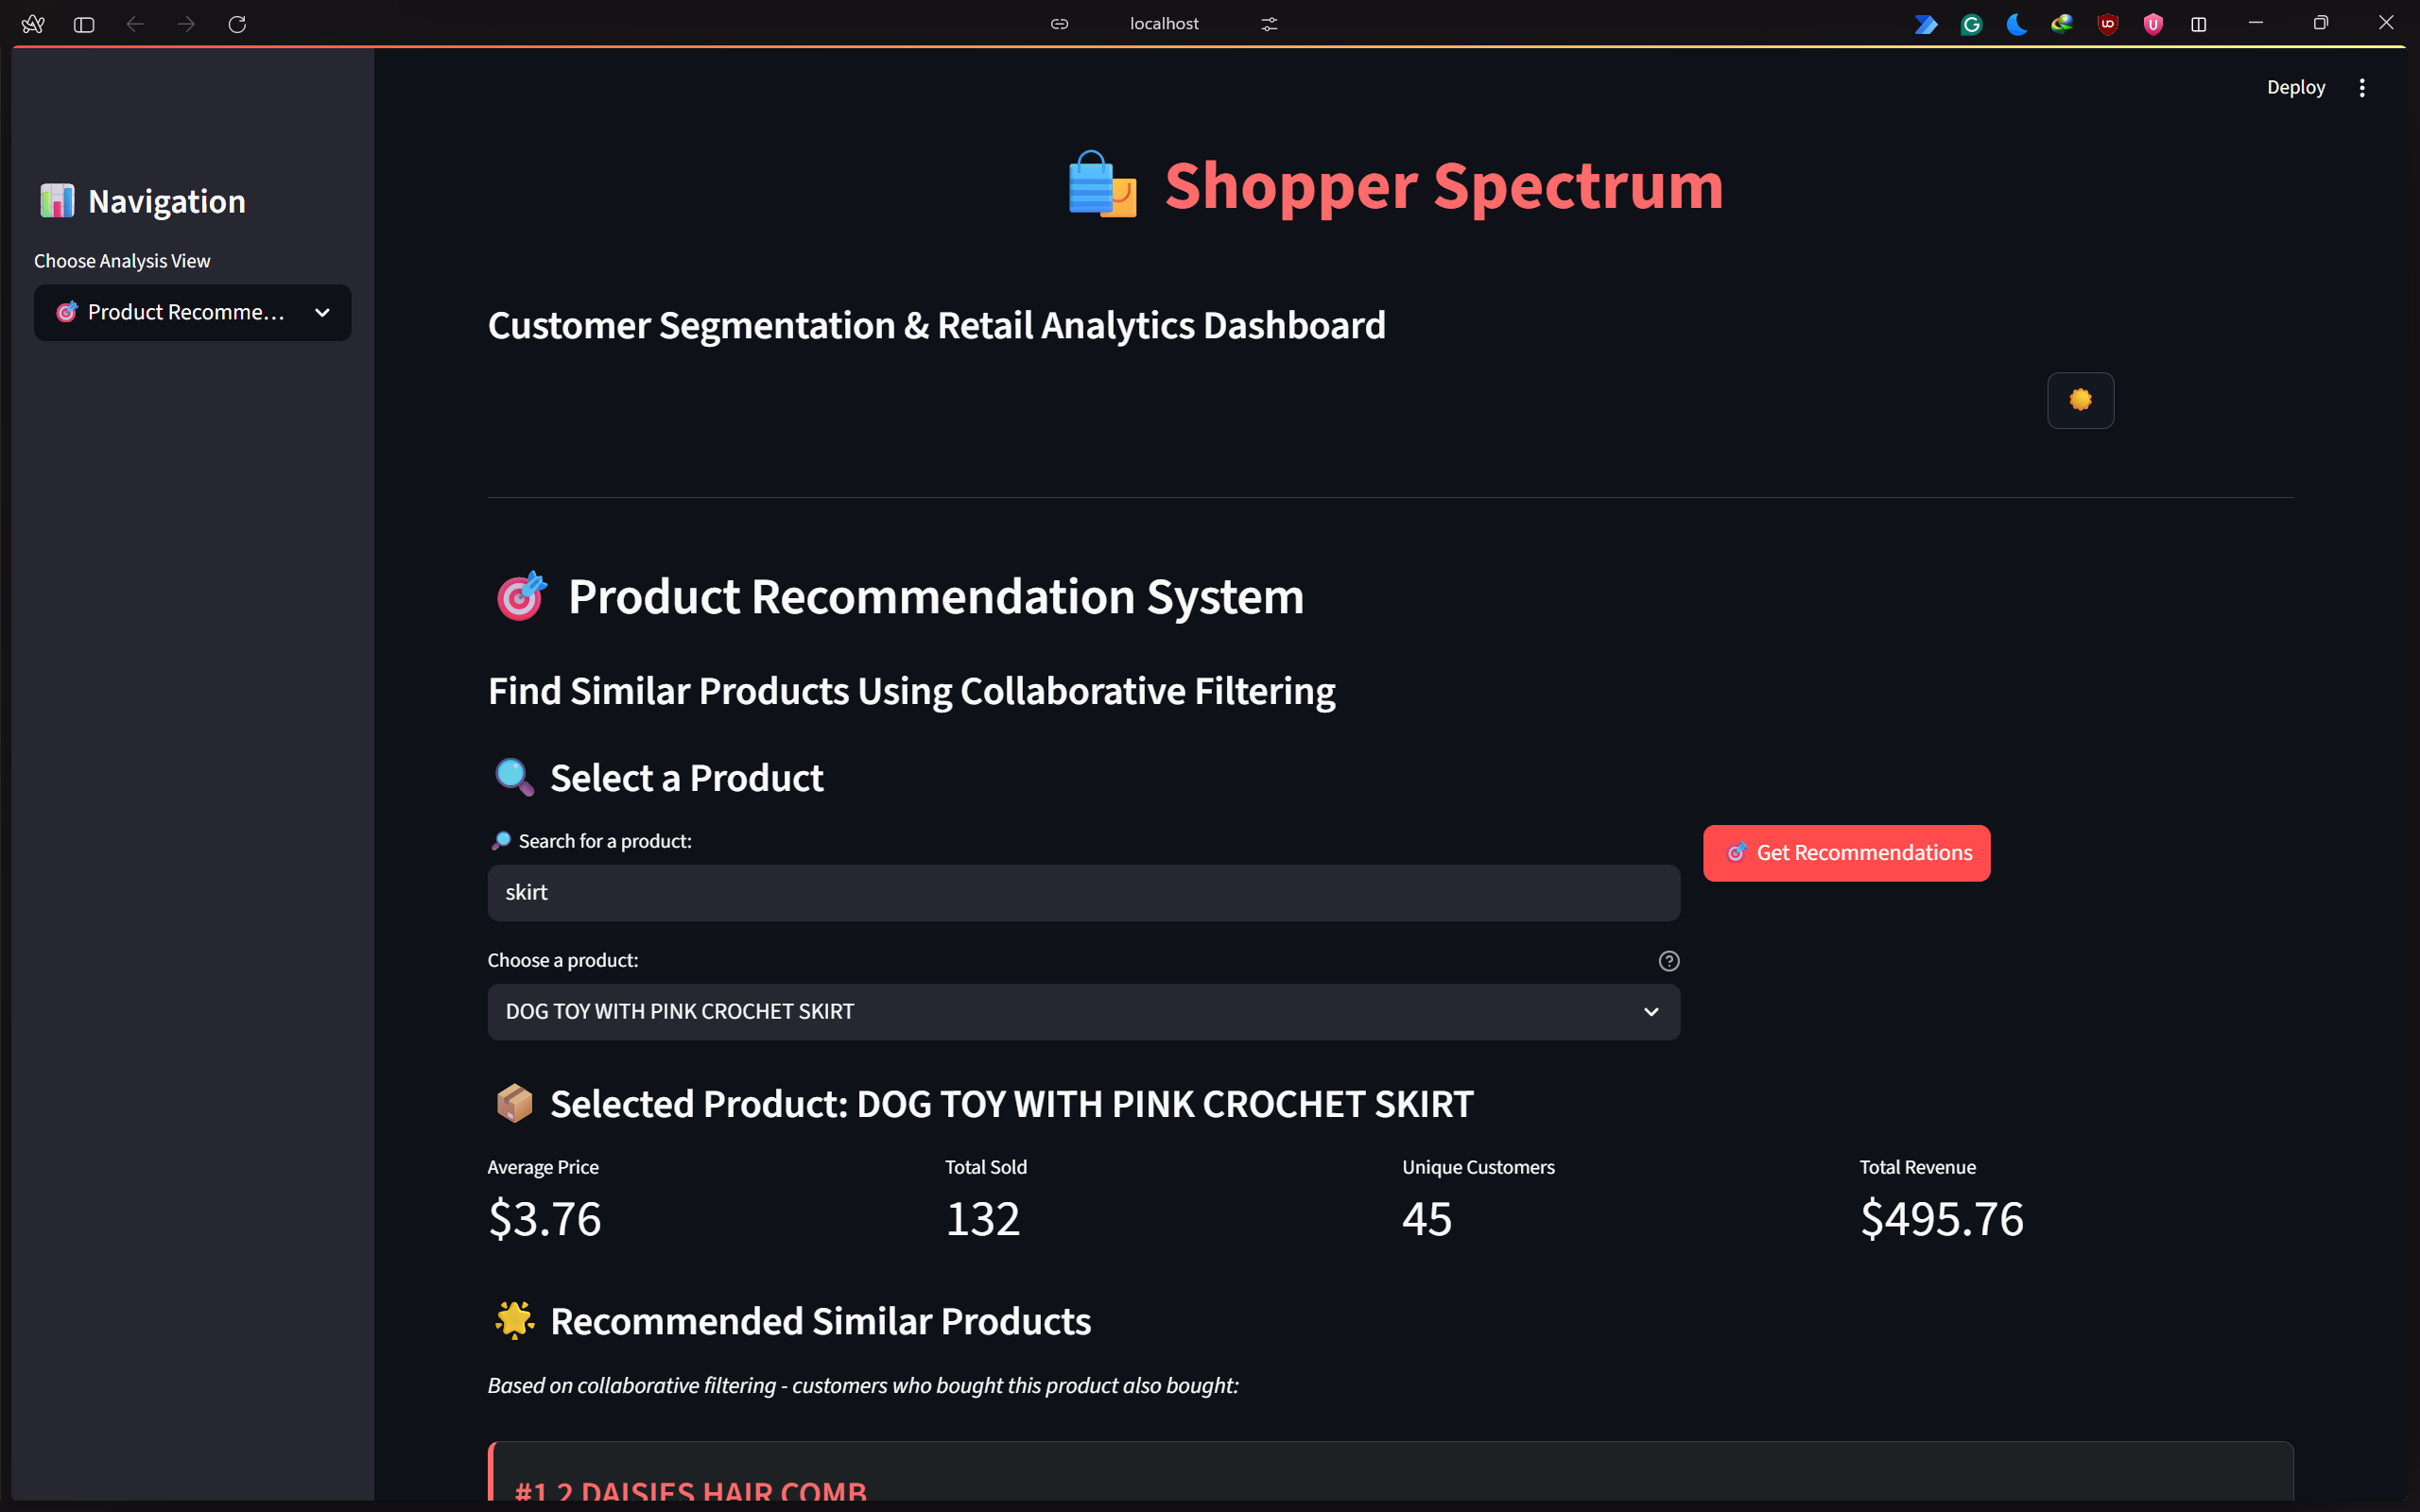 localhost
Deploy
Navigation
Choose Analysis View
Product Recomme...
Shopper Spectrum
Customer Segmentation & Retail Analytics Dashboard
Product Recommendation System
Find Similar Products Using Collaborative Filtering
Select a Product
Search for a product:
Get Recommendations
skirt
Choose a product:
DOG TOY WITH PINK CROCHET SKIRT
Selected Product: DOG TOY WITH PINK CROCHET SKIRT
Average Price
Total Sold
Unique Customers
Total Revenue
$3.76
132
45
$495.76
Recommended Similar Products
Based on collaborative filtering - customers who bought this product also bought:
#1 2 DAISIES HAIR COMB